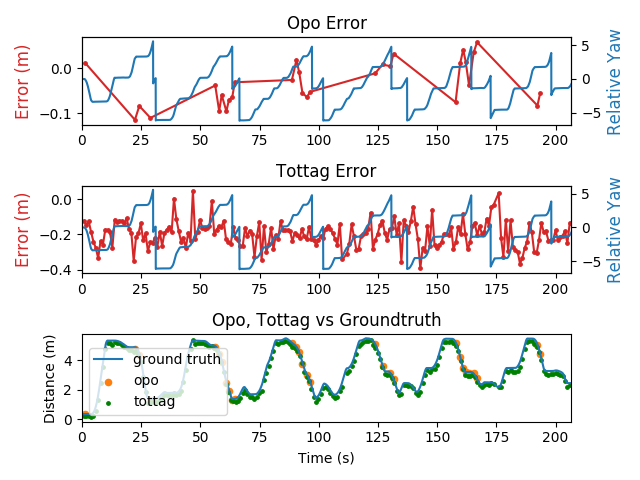 Opo Error
Error (m)
0.0
−0.1
5
0
−5
Relative Yaw
0 25 50 75 100 125 150 175 200
Tottag Error
Error (m)
0.0
−0.2
−0.4
5
0
−5
Relative Yaw
0 25 50 75 100 125 150 175 200
Opo, Tottag vs Groundtruth
Distance (m)
4
2
0
ground truth
opo
tottag
0 25 50 75 100 125 150 175 200
Time (s)